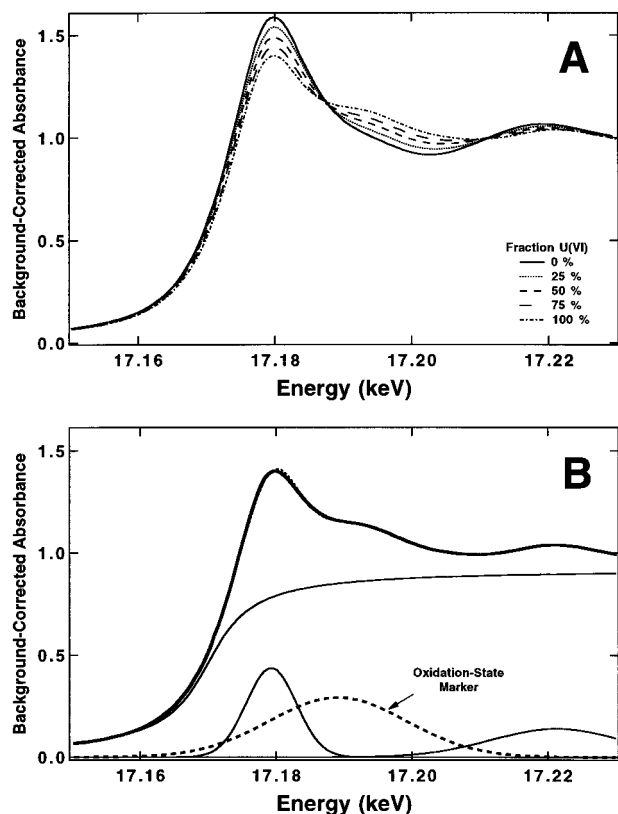 A
Background-Corrected Absorbance
1.5
1.0
0.5
0.0
Fraction U(VI)
0 %
25 %
50 %
75 %
100 %
17.16
17.18
17.20
17.22
Energy (keV)
B
Background-Corrected Absorbance
1.5
1.0
0.5
0.0
Oxidation-State
Marker
17.16
17.18
17.20
17.22
Energy (keV)